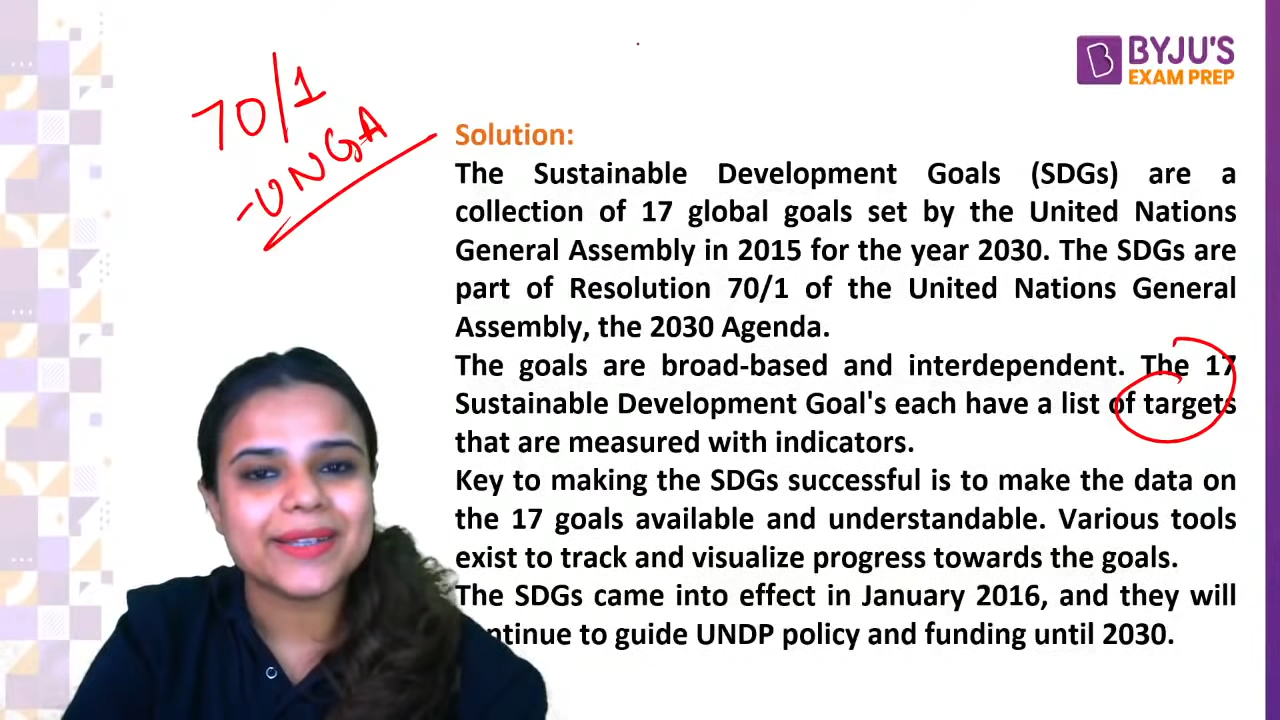 BYJU'S
EXAM PREP
70/1
-UNGA
Solution:
The Sustainable Development Goals (SDGs) are a
collection of 17 global goals set by the United Nations
General Assembly in 2015 for the year 2030. The SDGs are
part of Resolution 70/1 of the United Nations General
Assembly, the 2030 Agenda.
The goals are broad-based and interdependent. The 17
Sustainable Development Goal's each have a list of targets
that are measured with indicators.
Key to making the SDGs successful is to make the data on
the 17 goals available and understandable. Various tools
exist to track and visualize progress towards the goals.
The SDGs came into effect in January 2016, and they will
ntinue to guide UNDP policy and funding until 2030.